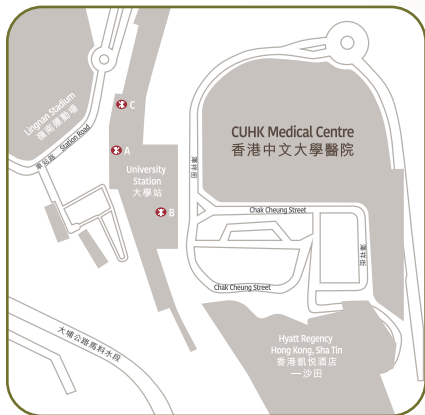 Lingnan Stadium
嶺南運動場
車站路 Station Road
C
A
B
University
Station
大學站
CUHK Medical Centre
香港中文大學醫院
澤祥街
Chak Cheung Street
澤祥街
Chak Cheung Street
Hyatt Regency
Hong Kong, Sha Tin
香港凱悅酒店
—沙田
大埔公路馬料水段